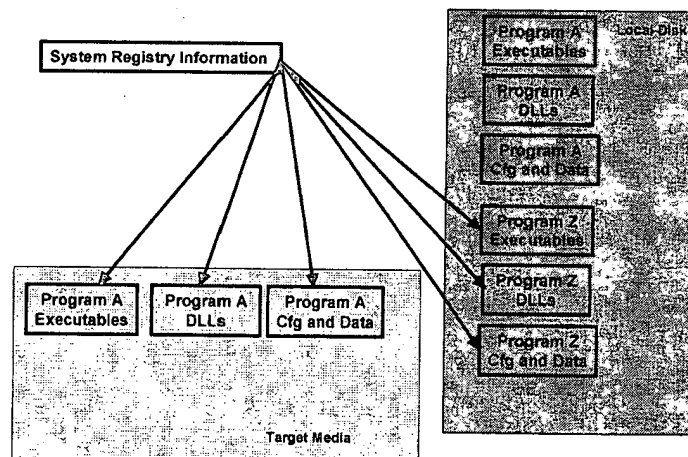 System Registry Information
Local Disk
Program A
Executables
Program A
DLLs
Program A
Cfg and Data
Program Z
Executables
Program Z
DLLs
Program Z
Cfg and Data
Program A
Executables
Program A
DLLs
Program A
Cfg and Data
Target Media